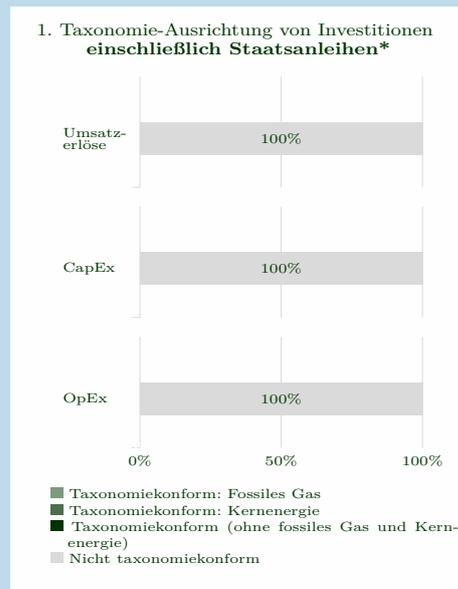 1. Taxonomie-Ausrichtung von Investitionen
einschließlich Staatsanleihen*
Umsatz-
erlöse
100%
CapEx
100%
OpEx
100%
0%
50%
100%
Taxonomiekonform: Fossiles Gas
Taxonomiekonform: Kernenergie
Taxonomiekonform (ohne fossiles Gas und Kern-
energie)
Nicht taxonomiekonform